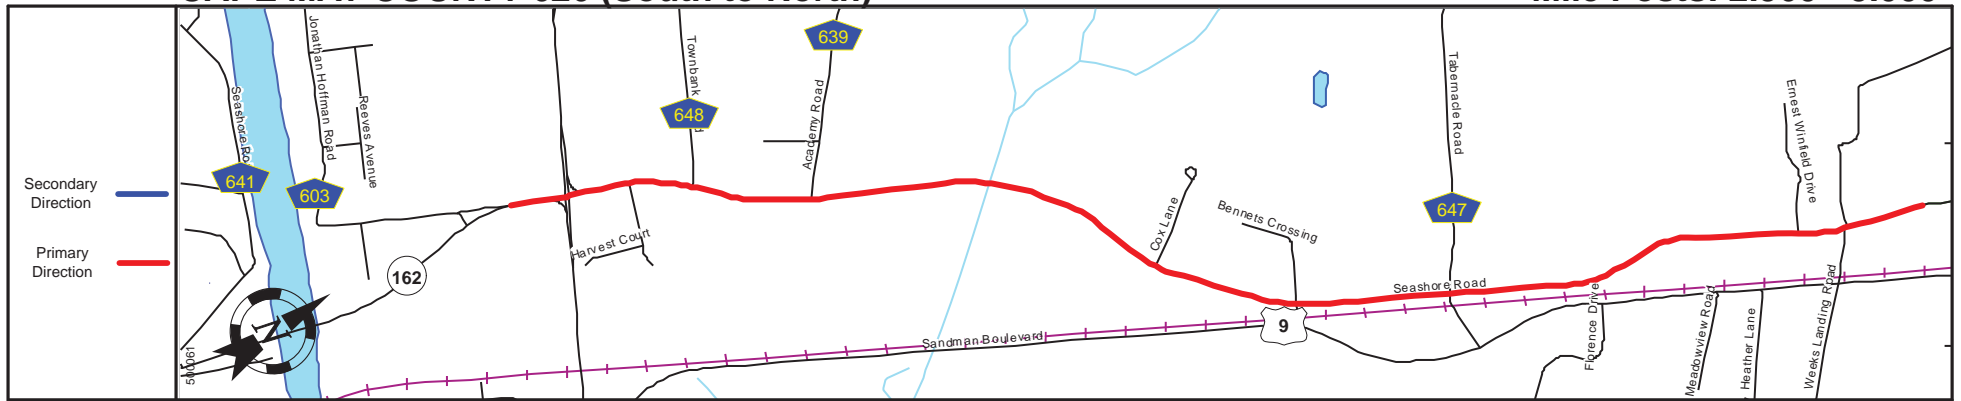 Secondary
Direction
Primary
Direction
Seashore Ro
641
Jonathan Hoffman Road
603
Reeves Avenue
162
500061
Harvest Court
Townbank
648
639
Academy Road
Sandman Boulevard
Cox Lane
Bennets Crossing
9
Seashore Road
Tabernacle Road
647
Florence Drive
Meadowview Road
Heather Lane
Weeks Landing Road
Ernest Winfield Drive